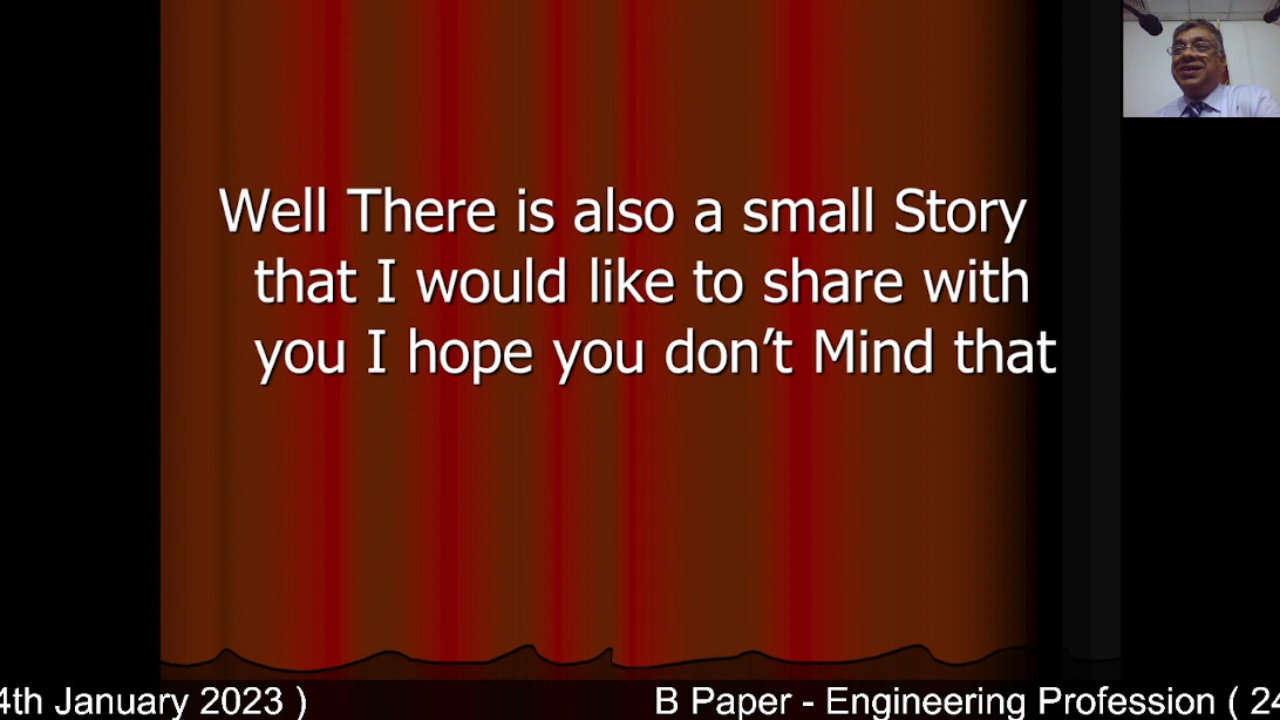 Well There is also a small Story
that I would like to share with
you I hope you don’t Mind that
4th January 2023 ) B Paper - Engineering Profession ( 24